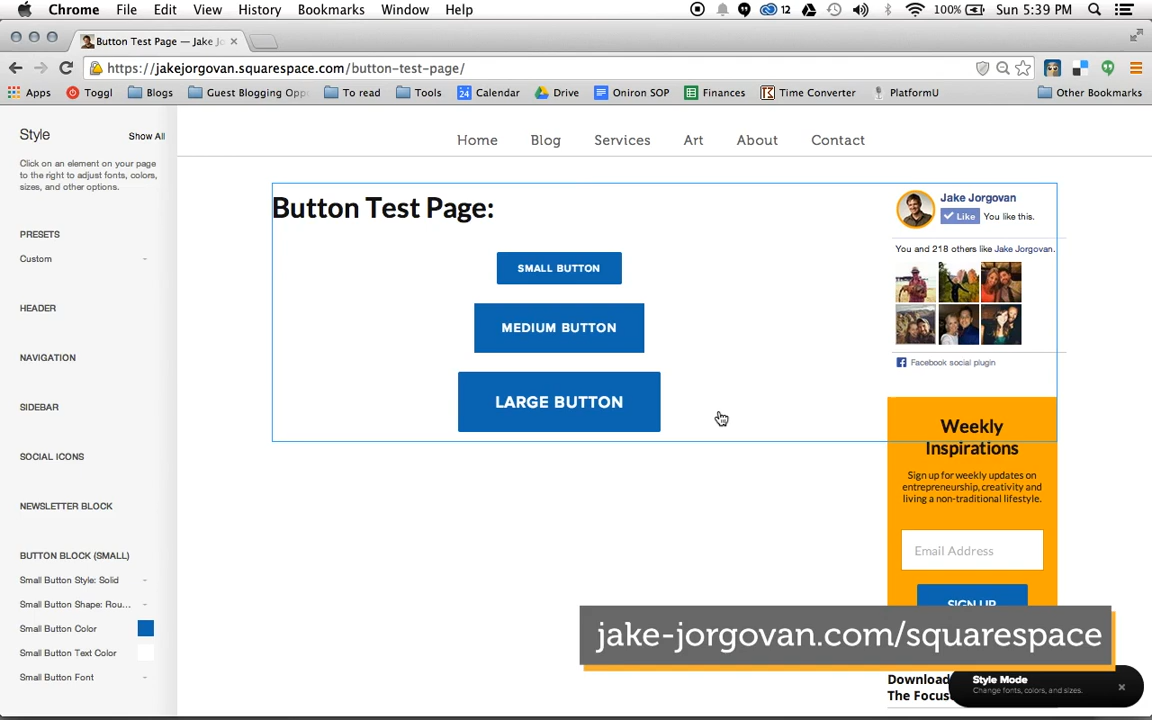 Chrome File Edit View History Bookmarks Window Help 12 100% Sun 5:39 PM
Button Test Page — Jake Jo
https://jakejorgovan.squarespace.com/button-test-page/
Apps Toggl Blogs Guest Blogging Opp To read Tools 24 Calendar Drive Oniron SOP Finances Time Converter PlatformU Other Bookmarks
Style Show All
Click on an element on your page
to the right to adjust fonts, colors,
sizes, and other options.
PRESETS
Custom
HEADER
NAVIGATION
SIDEBAR
SOCIAL ICONS
NEWSLETTER BLOCK
BUTTON BLOCK (SMALL)
Small Button Style: Solid
Small Button Shape: Rou...
Small Button Color
Small Button Text Color
Small Button Font
Home Blog Services Art About Contact
Button Test Page:
SMALL BUTTON
MEDIUM BUTTON
LARGE BUTTON
Jake Jorgovan
Like You like this.
You and 218 others like Jake Jorgovan.
Facebook social plugin
Weekly
Inspirations
Sign up for weekly updates on
entrepreneurship, creativity and
living a non-traditional lifestyle.
Email Address
SIGN UP
jake-jorgovan.com/squarespace
Download
The Focus
Style Mode
Change fonts, colors, and sizes.